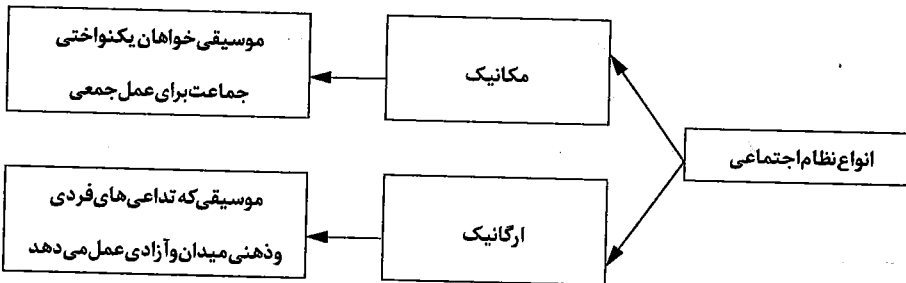 انواع نظام اجتماعی
مکانیک
موسیقی خواهان یکنواختی
جماعت برای عمل جمعی
ارگانیک
موسیقی که تداعی های فردی
و ذهنی میدان و آزادی عمل می دهد